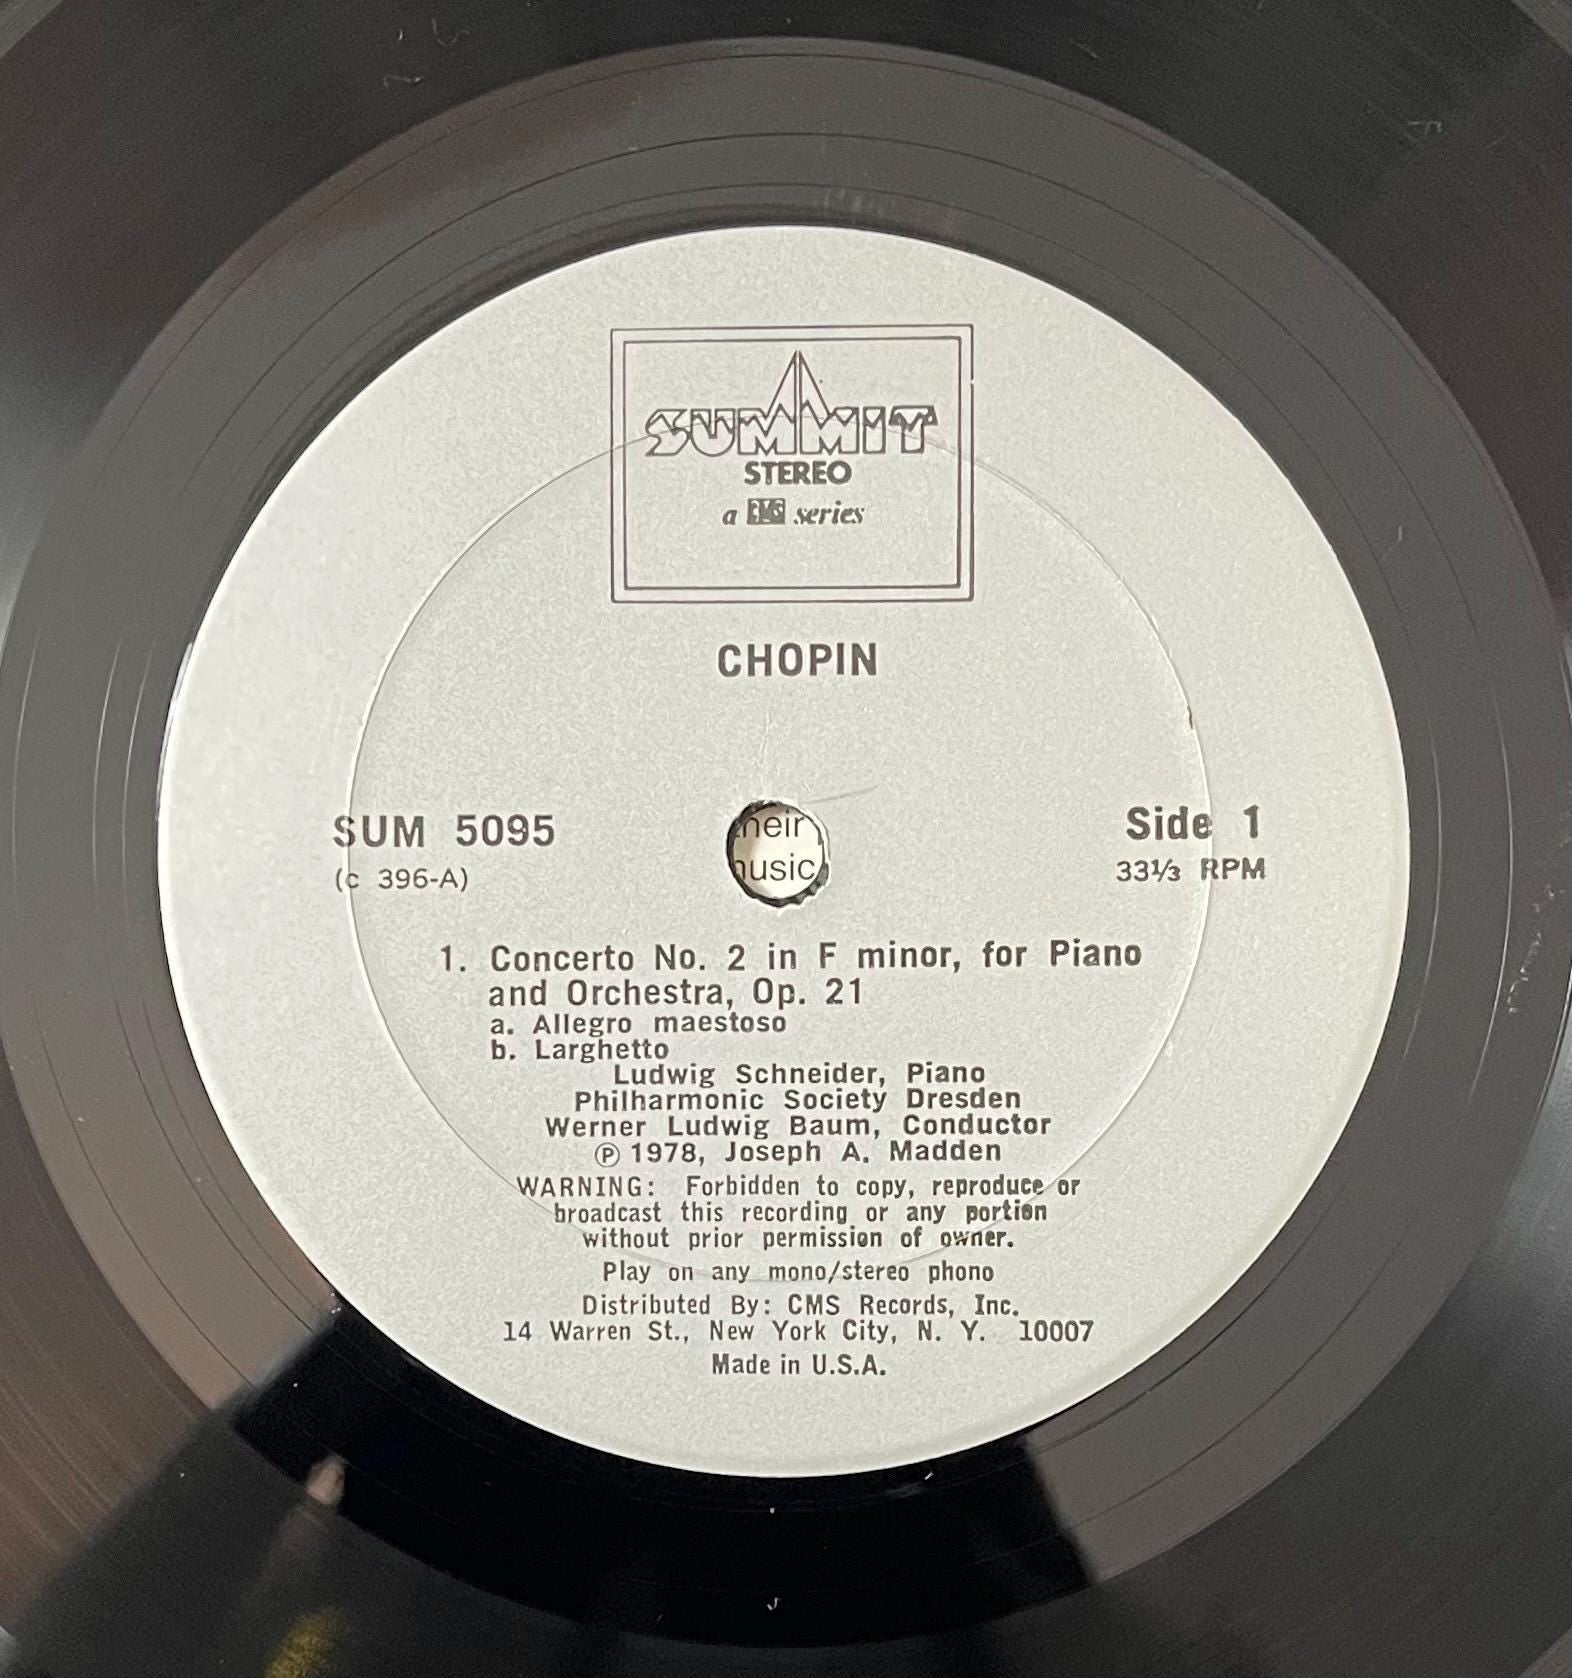 SUMMIT
STEREO
a CMS series
CHOPIN
SUM 5095
(c 396-A)
Side 1
33⅓ RPM
1. Concerto No. 2 in F minor, for Piano
and Orchestra, Op. 21
a. Allegro maestoso
b. Larghetto
Ludwig Schneider, Piano
Philharmonic Society Dresden
Werner Ludwig Baum, Conductor
Ⓟ 1978, Joseph A. Madden
WARNING: Forbidden to copy, reproduce or
broadcast this recording or any portion
without prior permission of owner.
Play on any mono/stereo phono
Distributed By: CMS Records, Inc.
14 Warren St., New York City, N. Y. 10007
Made in U.S.A.